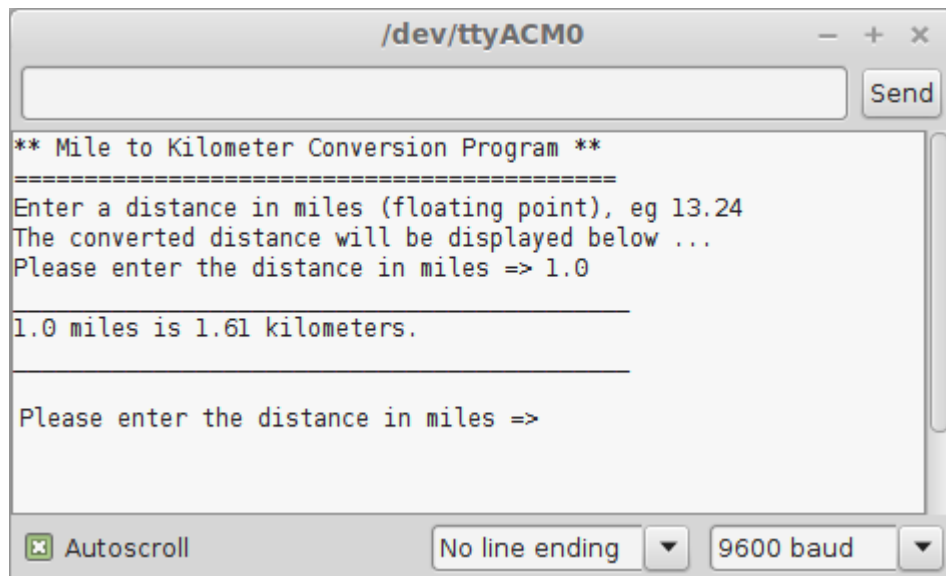 /dev/ttyACM0
Send
** Mile to Kilometer Conversion Program **
===========================================
Enter a distance in miles (floating point), eg 13.24
The converted distance will be displayed below ...
Please enter the distance in miles => 1.0
____________________________________________
1.0 miles is 1.61 kilometers.
____________________________________________
Please enter the distance in miles =>
Autoscroll
No line ending
9600 baud